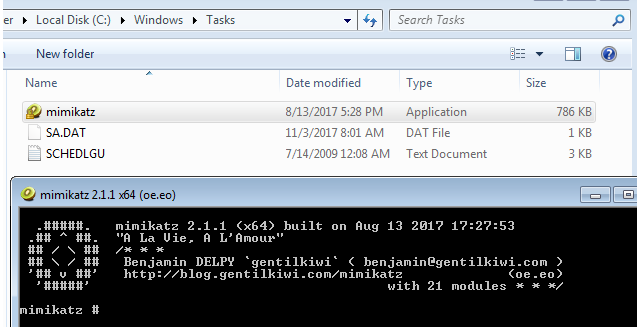 er ▸ Local Disk (C:) ▸ Windows ▸ Tasks Search Tasks
New folder
Name Date modified Type Size
mimikatz 8/13/2017 5:28 PM Application 786 KB
SA.DAT 11/3/2017 8:01 AM DAT File 1 KB
SCHEDLGU 7/14/2009 12:08 AM Text Document 3 KB
mimikatz 2.1.1 x64 (oe.eo)
.#####. mimikatz 2.1.1 (x64) built on Aug 13 2017 17:27:53
.## ^ ##. "A La Vie, A L'Amour"
## / \ ## /* * *
## \ / ## Benjamin DELPY `gentilkiwi` ( benjamin@gentilkiwi.com )
'## v ##' http://blog.gentilkiwi.com/mimikatz (oe.eo)
'#####' with 21 modules * * */
mimikatz #